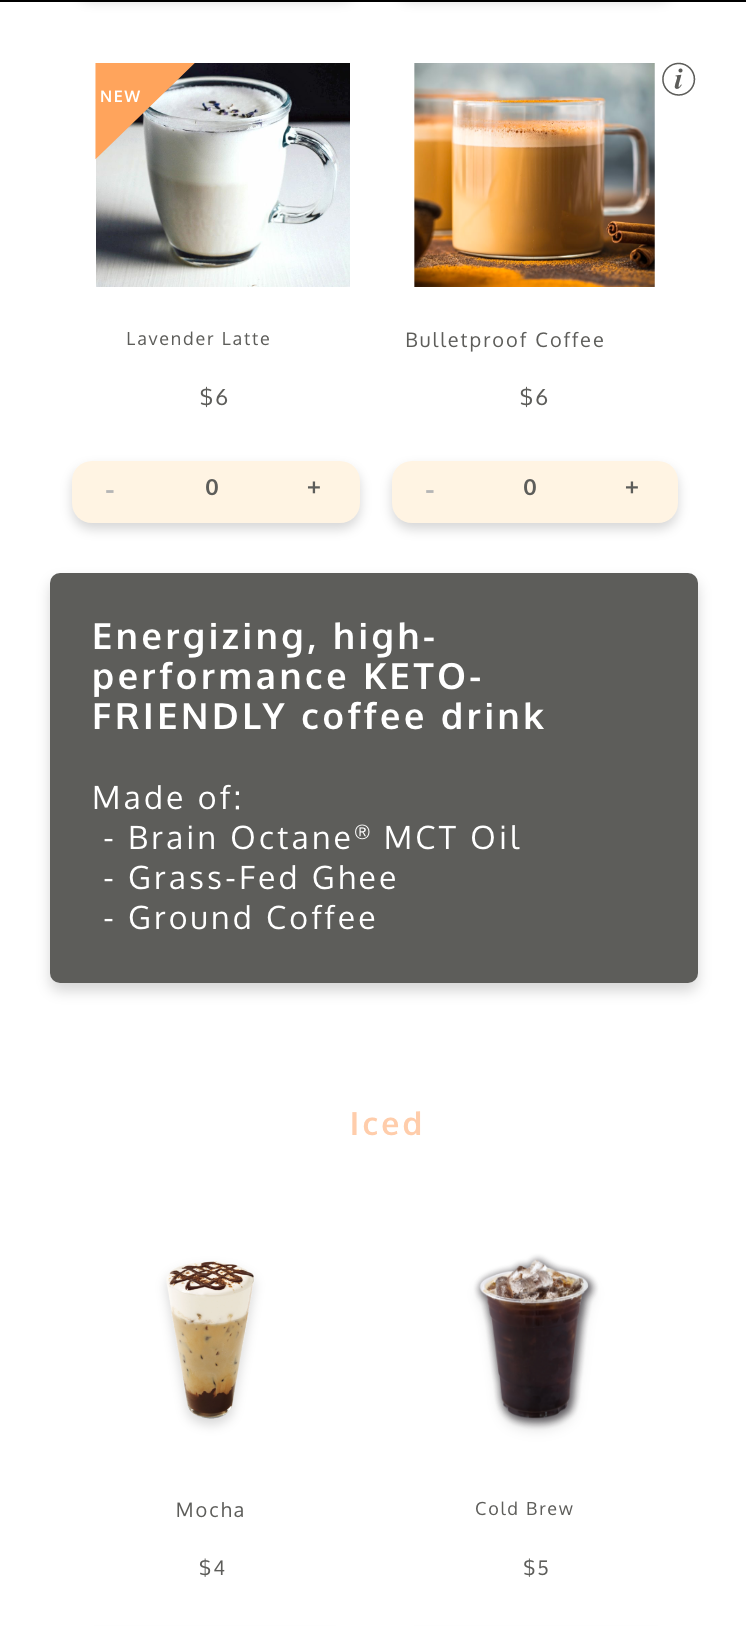 NEW
i
Lavender Latte
Bulletproof Coffee
$6
$6
- 0 +
- 0 +
Energizing, high-
performance KETO-
FRIENDLY coffee drink
Made of:
- Brain Octane® MCT Oil
- Grass-Fed Ghee
- Ground Coffee
Iced
Mocha
Cold Brew
$4
$5